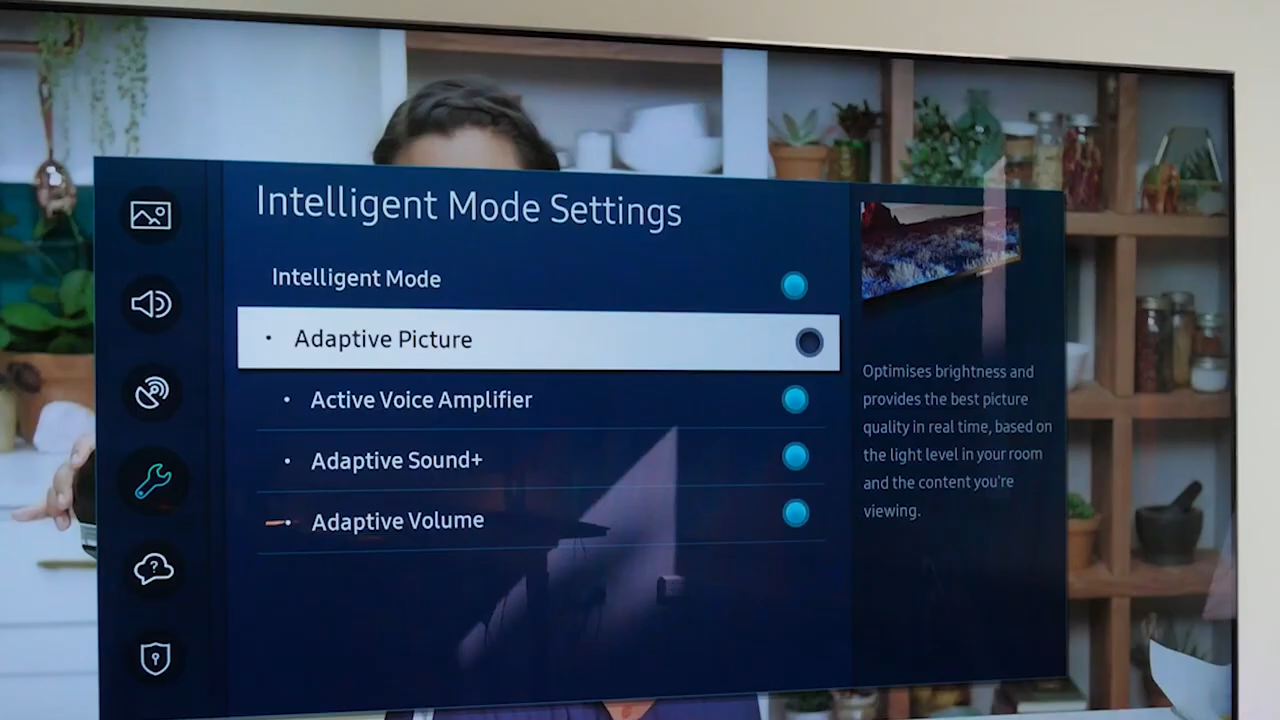 Intelligent Mode Settings
Intelligent Mode
Adaptive Picture
Active Voice Amplifier
Adaptive Sound+
Adaptive Volume
Optimises brightness and
provides the best picture
quality in real time, based on
the light level in your room
and the content you're
viewing.